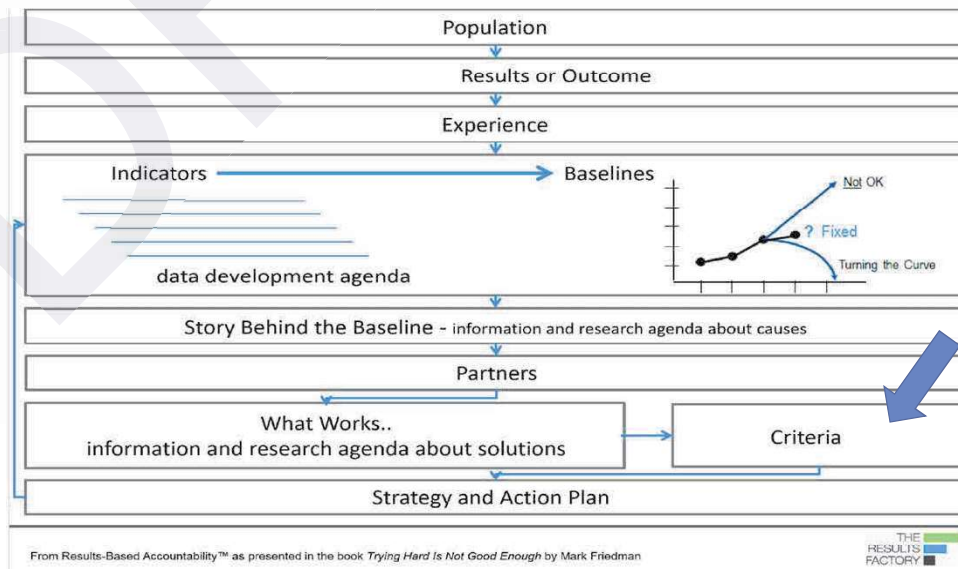 Population
Results or Outcome
Experience
Indicators
Baselines
Not OK
? Fixed
Turning the Curve
data development agenda
Story Behind the Baseline - information and research agenda about causes
Partners
What Works..
information and research agenda about solutions
Criteria
Strategy and Action Plan
From Results-Based Accountability™ as presented in the book Trying Hard Is Not Good Enough by Mark Friedman
THE
RESULTS
FACTORY